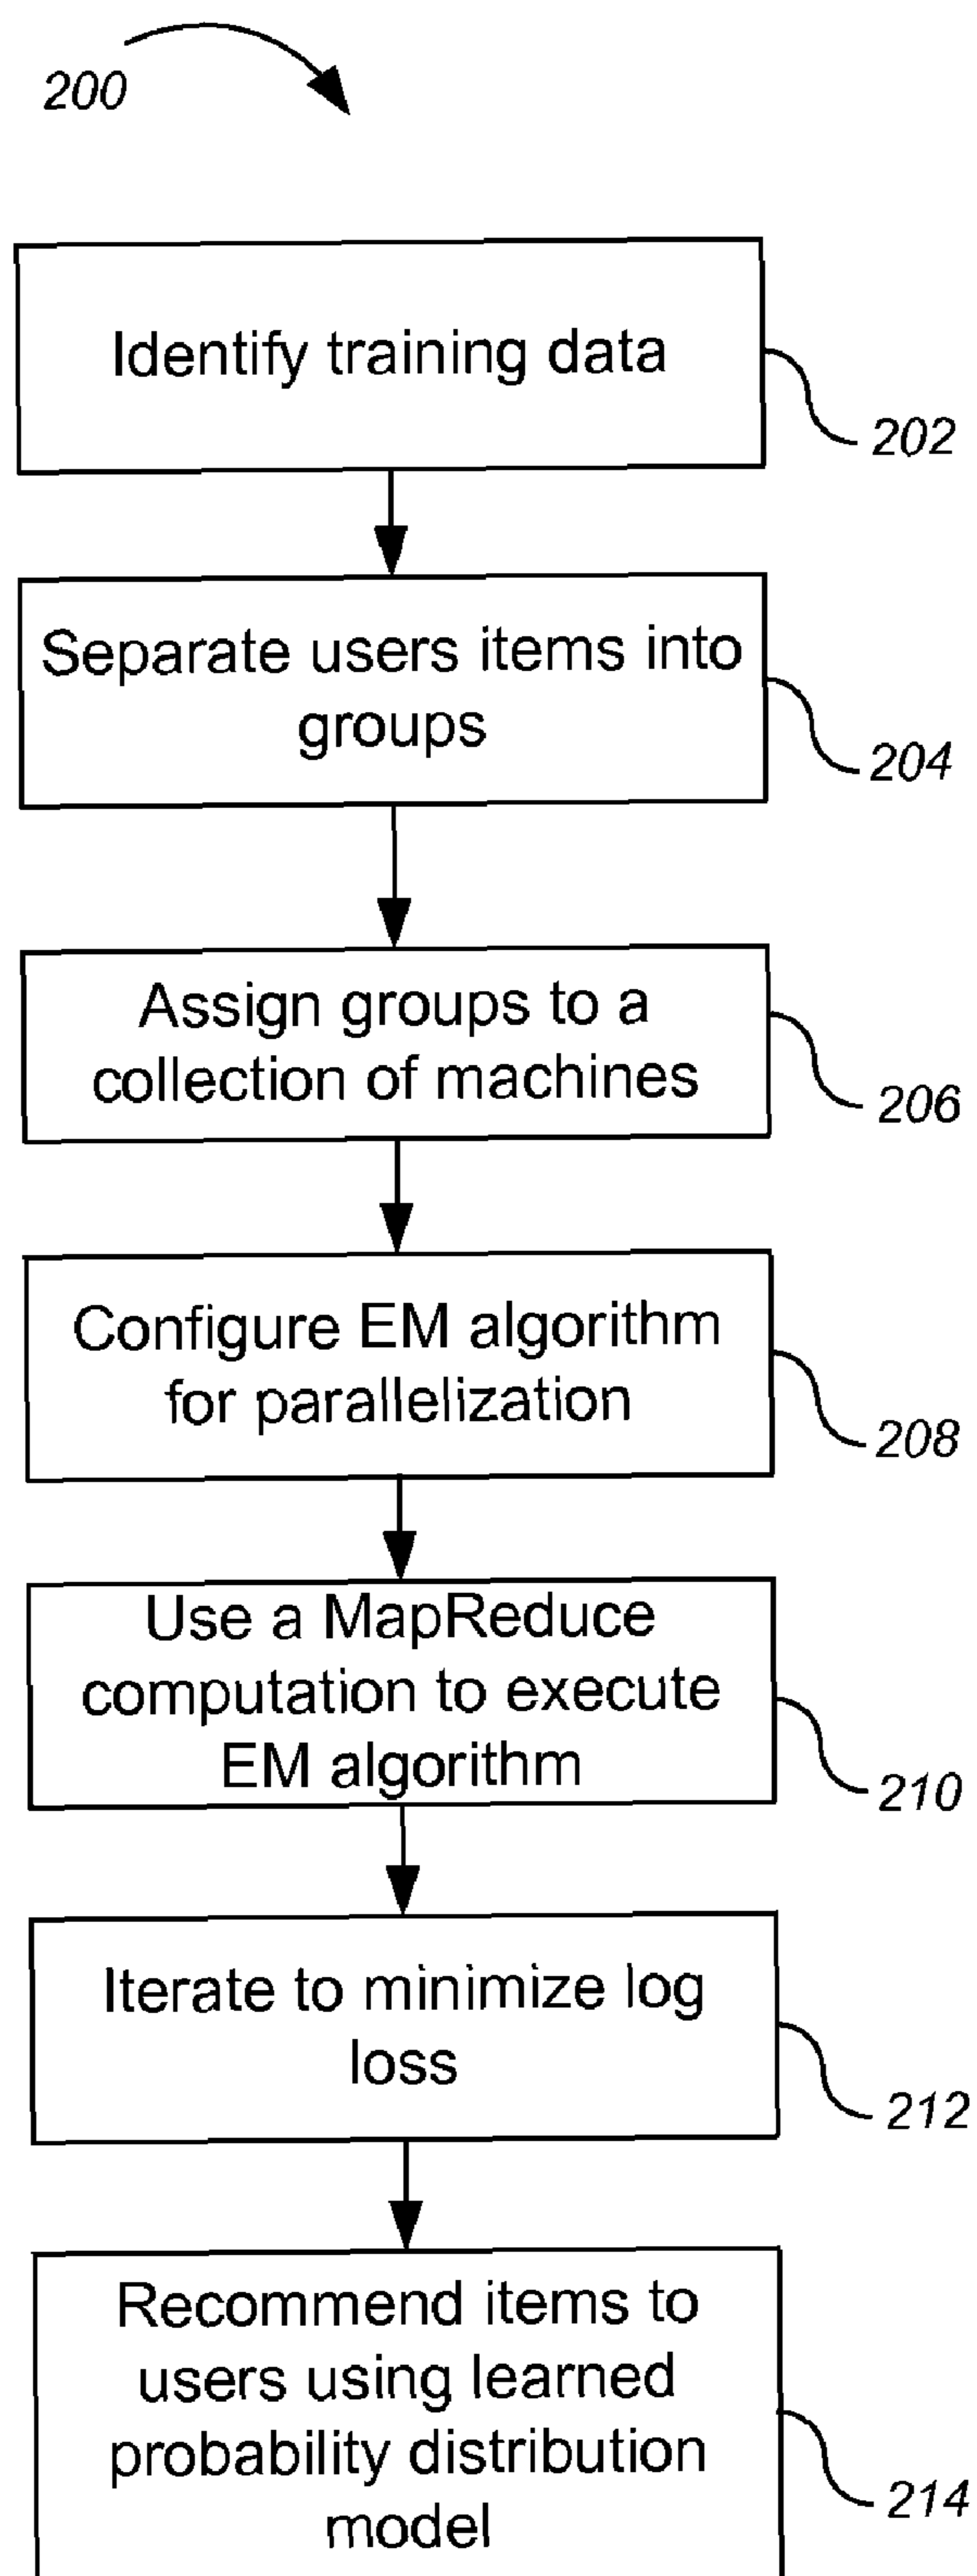 200
Identify training data
202
Separate users items into
groups
204
Assign groups to a
collection of machines
206
Configure EM algorithm
for parallelization
208
Use a MapReduce
computation to execute
EM algorithm
210
Iterate to minimize log
loss
212
Recommend items to
users using learned
probability distribution
model
214